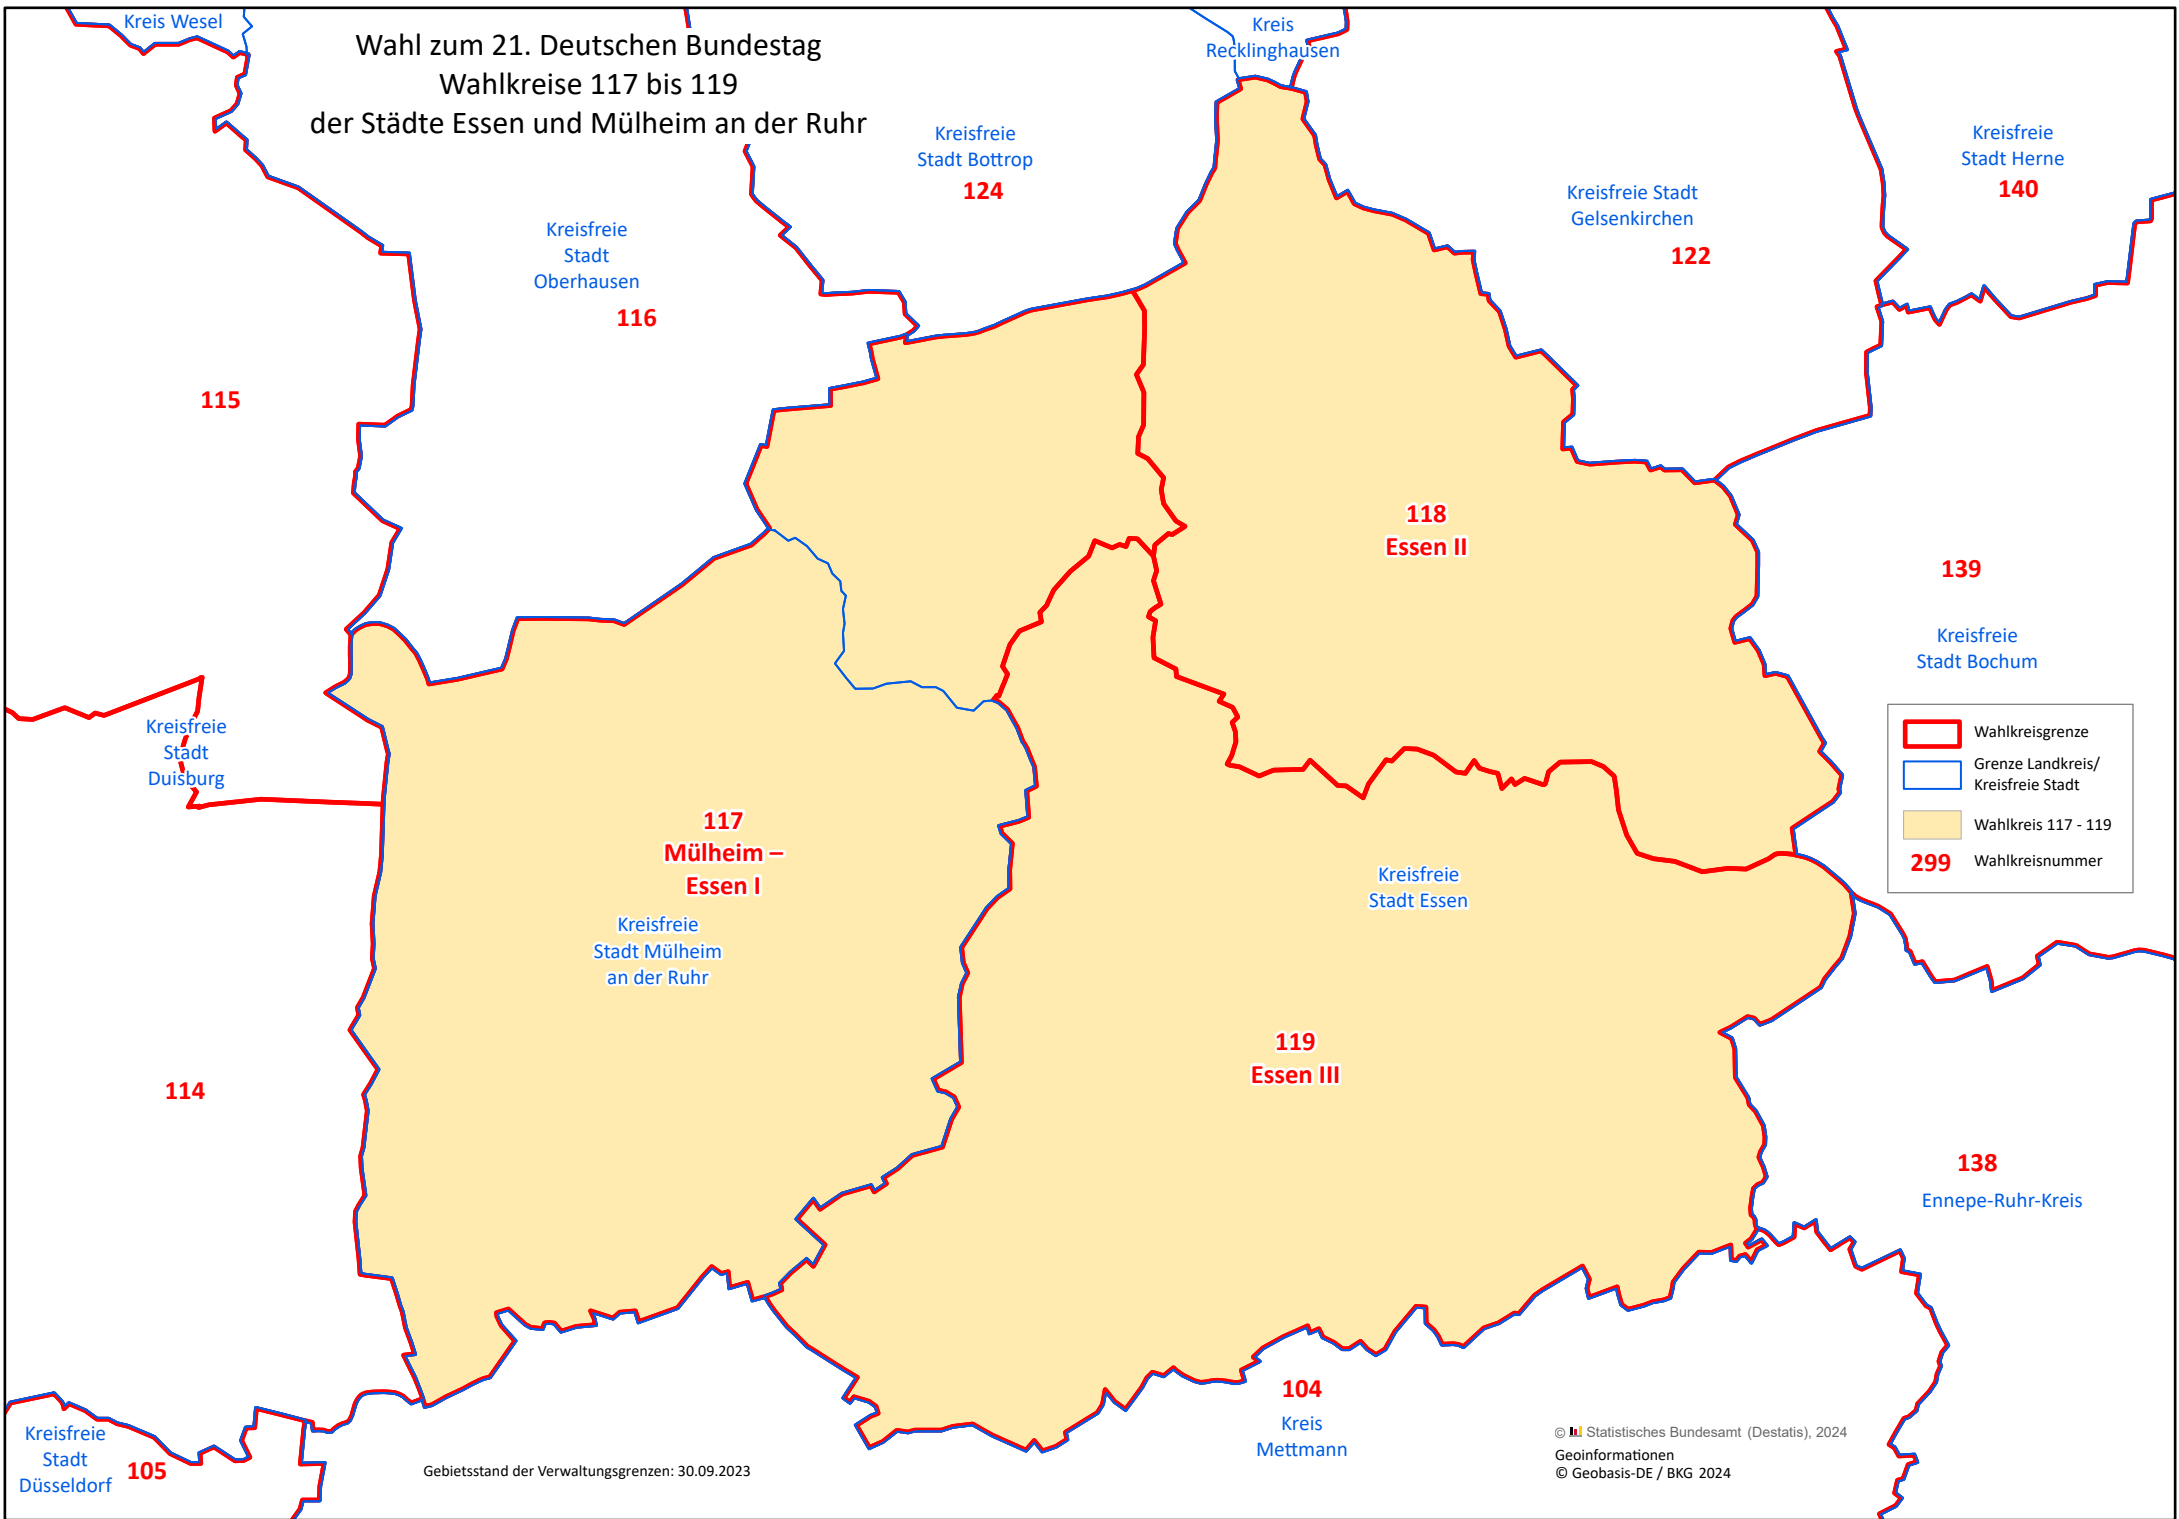 Kreis Wesel
Wahl zum 21. Deutschen Bundestag
Wahlkreise 117 bis 119
der Städte Essen und Mülheim an der Ruhr
Kreis
Recklinghausen
Kreisfreie
Stadt Bottrop
124
Kreisfreie
Stadt Herne
140
Kreisfreie Stadt
Gelsenkirchen
122
Kreisfreie
Stadt
Oberhausen
116
115
118
Essen II
139
Kreisfreie
Stadt Bochum
Kreisfreie
Stadt
Duisburg
Wahlkreisgrenze
Grenze Landkreis/
Kreisfreie Stadt
Wahlkreis 117 - 119
299 Wahlkreisnummer
117
Mülheim –
Essen I
Kreisfreie
Stadt Mülheim
an der Ruhr
Kreisfreie
Stadt Essen
119
Essen III
114
138
Ennepe-Ruhr-Kreis
104
Kreis
Mettmann
Kreisfreie
Stadt
Düsseldorf
105
Gebietsstand der Verwaltungsgrenzen: 30.09.2023
© Statistisches Bundesamt (Destatis), 2024
Geoinformationen
© Geobasis-DE / BKG 2024